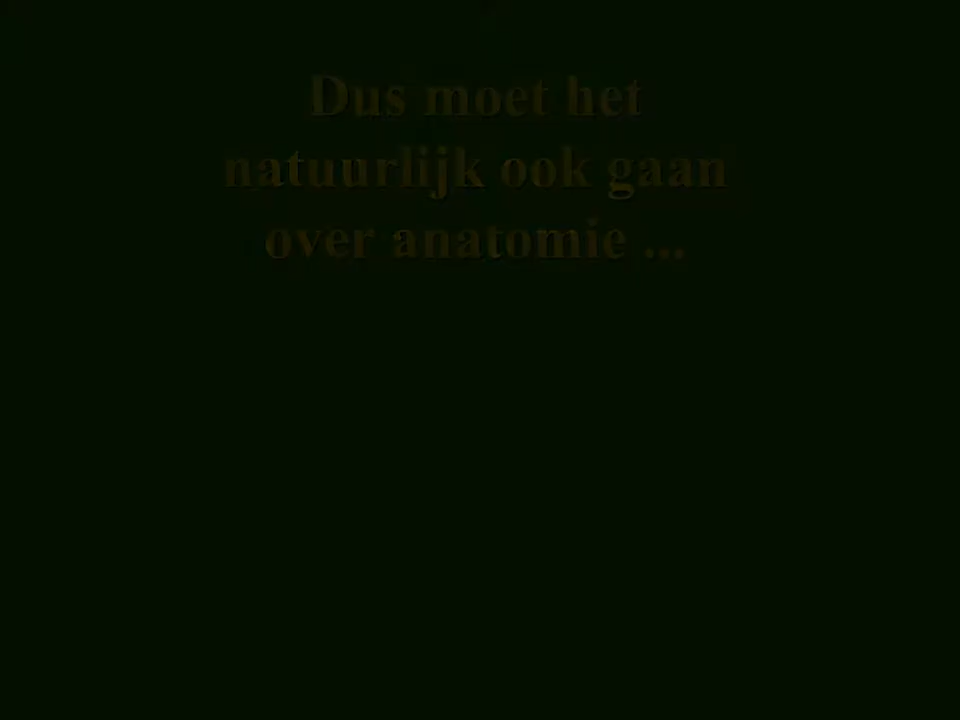 Dus moet het
natuurlijk ook gaan
over anatomie ...